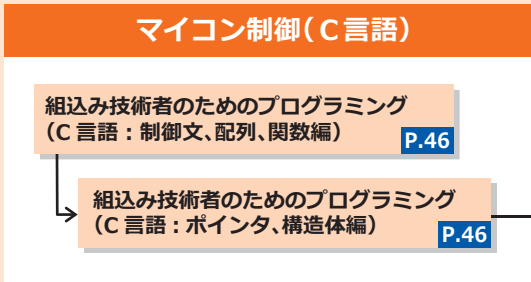 マイコン制御（C言語）
組込み技術者のためのプログラミング
（C 言語：制御文、配列、関数編）
P.46
組込み技術者のためのプログラミング
（C 言語：ポインタ、構造体編）
P.46